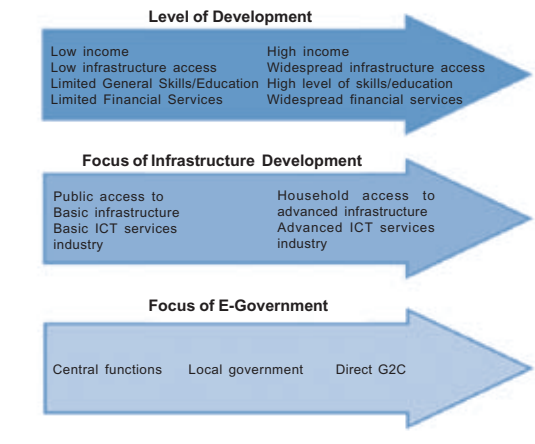 Level of Development
Low income High income
Low infrastructure access Widespread infrastructure access
Limited General Skills/Education High level of skills/education
Limited Financial Services Widespread financial services
Focus of Infrastructure Development
Public access to
Basic infrastructure
Basic ICT services
industry
Household access to
advanced infrastructure
Advanced ICT services
industry
Focus of E-Government
Central functions Local government Direct G2C